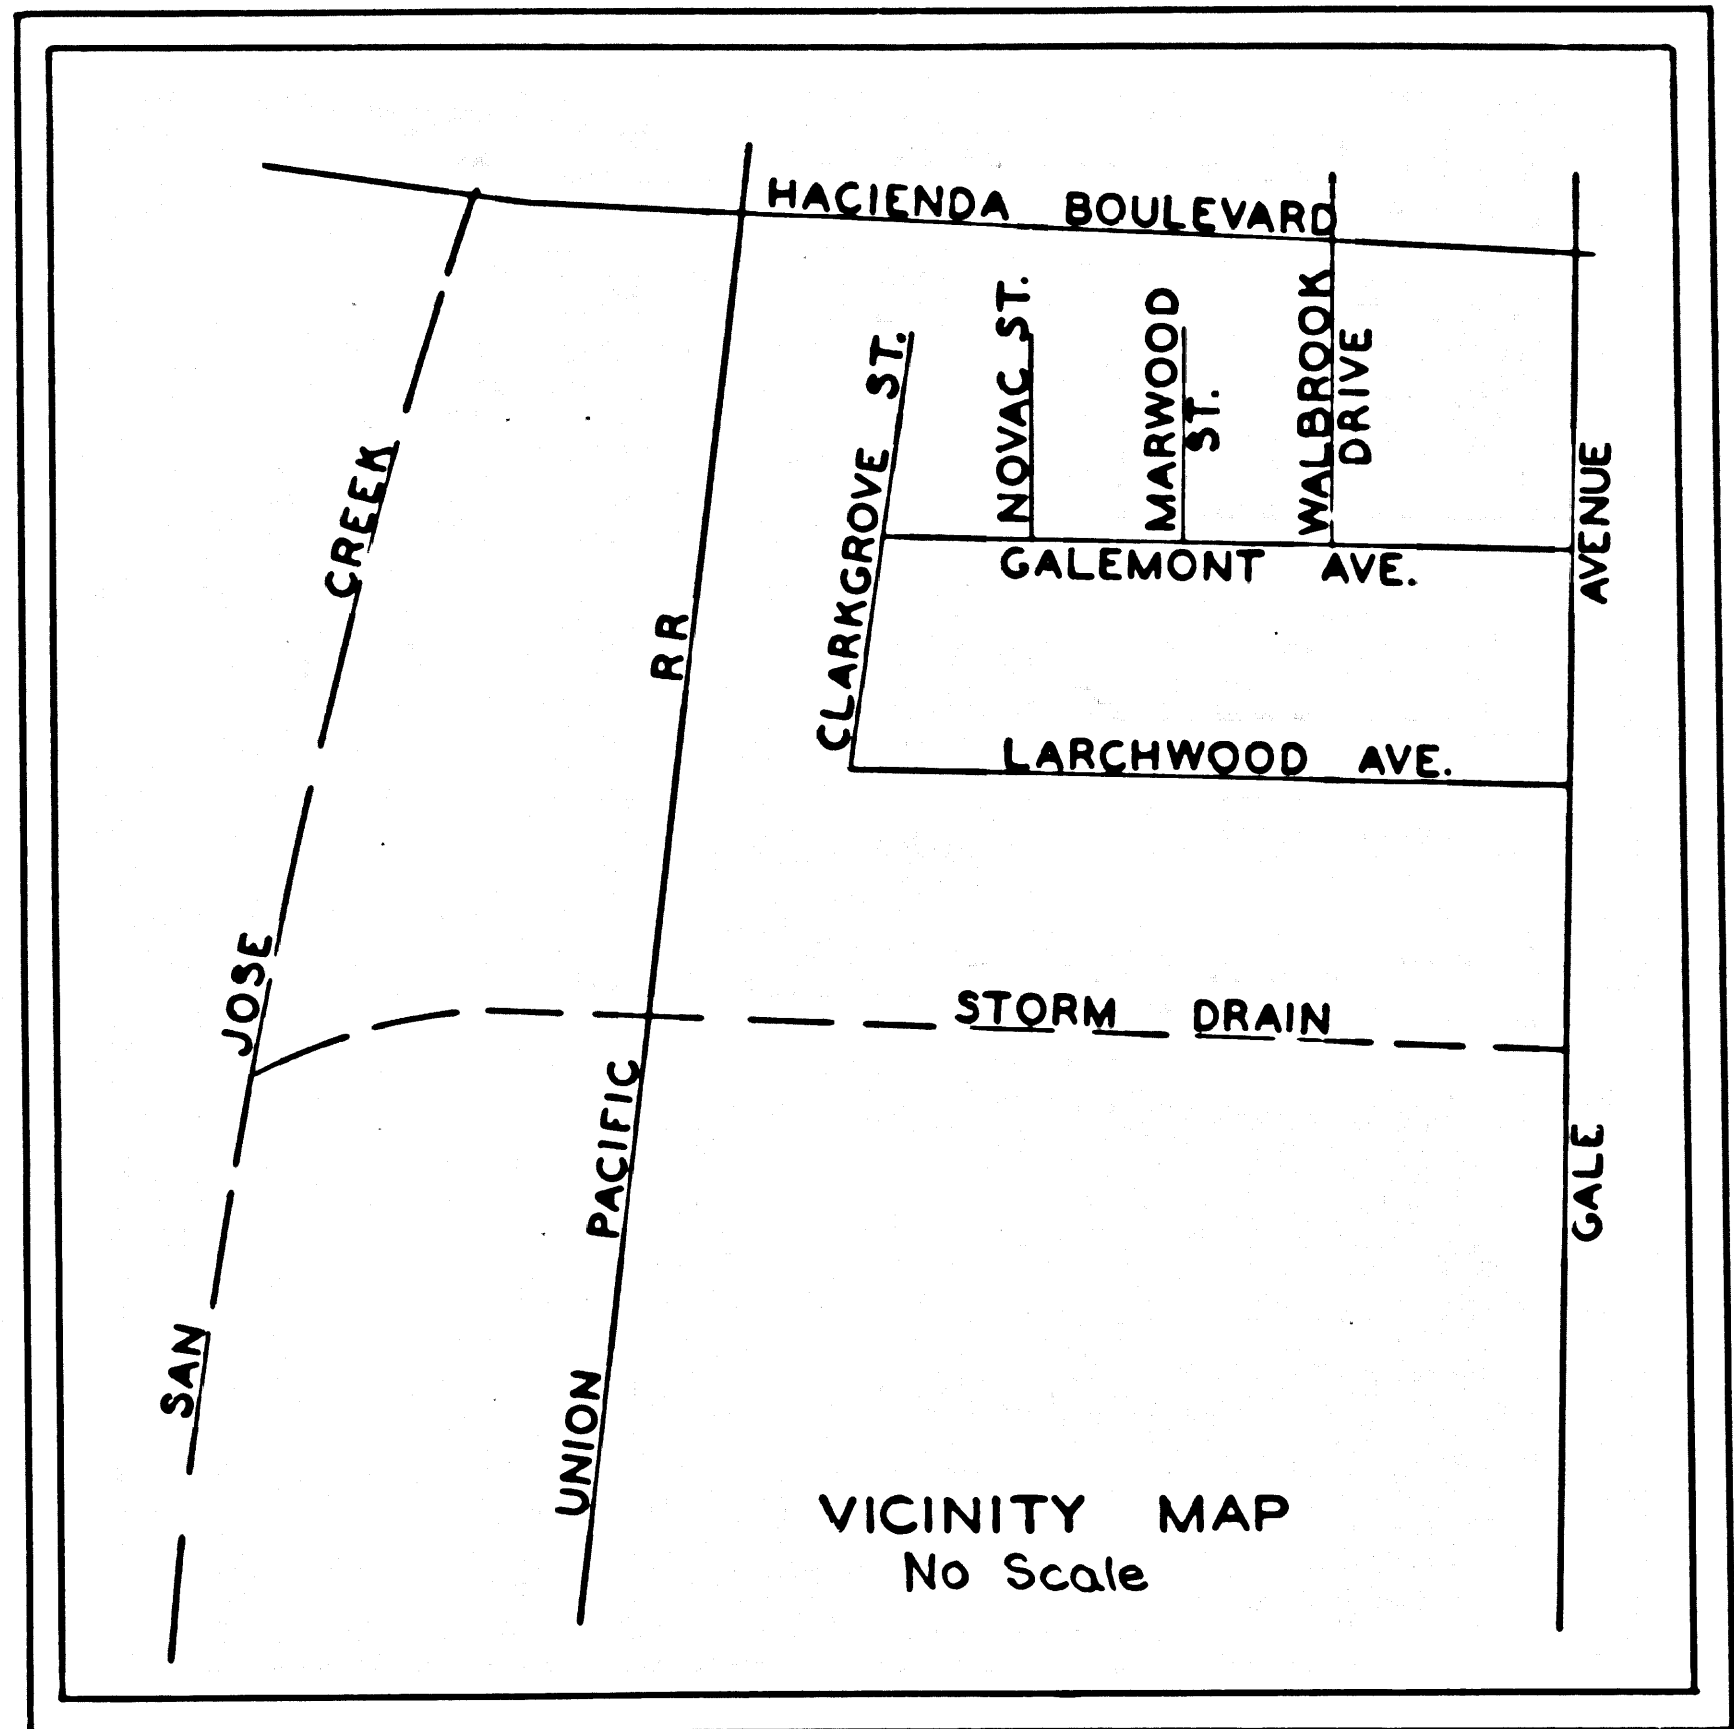 HACIENDA BOULEVARD
CLARKGROVE ST.
NOVAC ST.
MARWOOD
ST.
WALBROOK
DRIVE
GALEMONT AVE.
LARCHWOOD AVE.
GALE AVENUE
SAN JOSE CREEK
UNION PACIFIC RR
STORM DRAIN
VICINITY MAP
No Scale